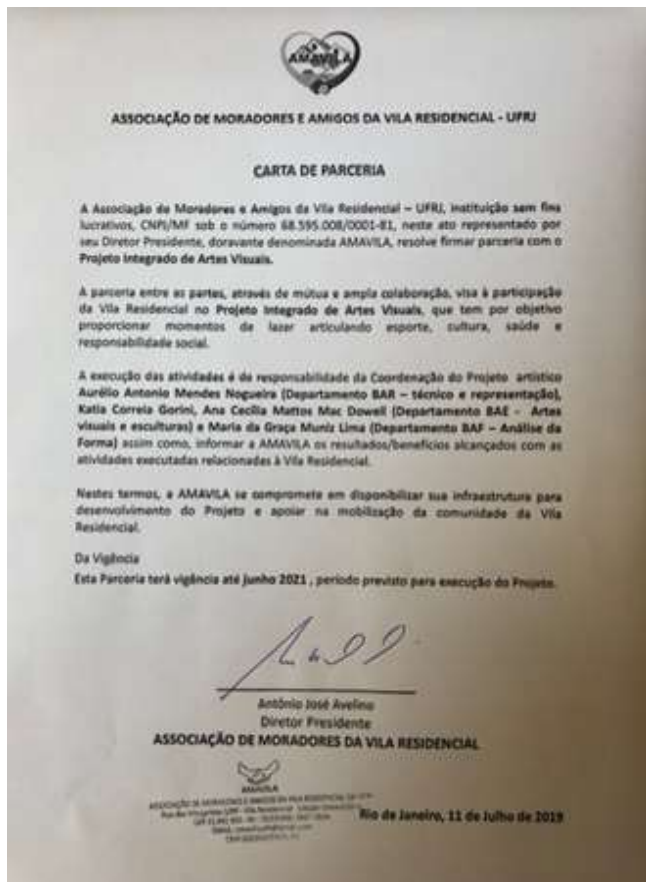 AMAVILA
ASSOCIAÇÃO DE MORADORES E AMIGOS DA VILA RESIDENCIAL - UFRJ
CARTA DE PARCERIA
A Associação de Moradores e Amigos da Vila Residencial – UFRJ, instituição sem fins
lucrativos, CNPJ/MF sob o número 68.595.008/0001-81, neste ato representado por
seu Diretor Presidente, doravante denominada AMAVILA, resolve firmar parceria com o
Projeto Integrado de Artes Visuais.
A parceria entre as partes, através de mútua e ampla colaboração, visa à participação
da Vila Residencial no Projeto Integrado de Artes Visuais, que tem por objetivo
proporcionar momentos de lazer articulando esporte, cultura, saúde e
responsabilidade social.
A execução das atividades é de responsabilidade da Coordenação do Projeto artístico
Aurélio Antonio Mendes Nogueira (Departamento BAR – técnico e representação),
Katia Correia Gorini, Ana Cecília Mattos Mac Dowell (Departamento BAE - Artes
visuais e esculturas) e Maria da Graça Muniz Lima (Departamento BAF – Análise da
Forma) assim como, informar a AMAVILA os resultados/benefícios alcançados com as
atividades executadas relacionadas à Vila Residencial.
Nestes termos, a AMAVILA se compromete em disponibilizar sua infraestrutura para
desenvolvimento do Projeto e apoiar na mobilização da comunidade da Vila
Residencial.
Da Vigência
Esta Parceria terá vigência até junho 2021 , período previsto para execução do Projeto.
Antônio José Avelino
Diretor Presidente
ASSOCIAÇÃO DE MORADORES DA VILA RESIDENCIAL
AMAVILA
ASSOCIAÇÃO DE MORADORES E AMIGOS DA VILA RESIDENCIAL DA UFRJ
Rio de Janeiro, 11 de Julho de 2019